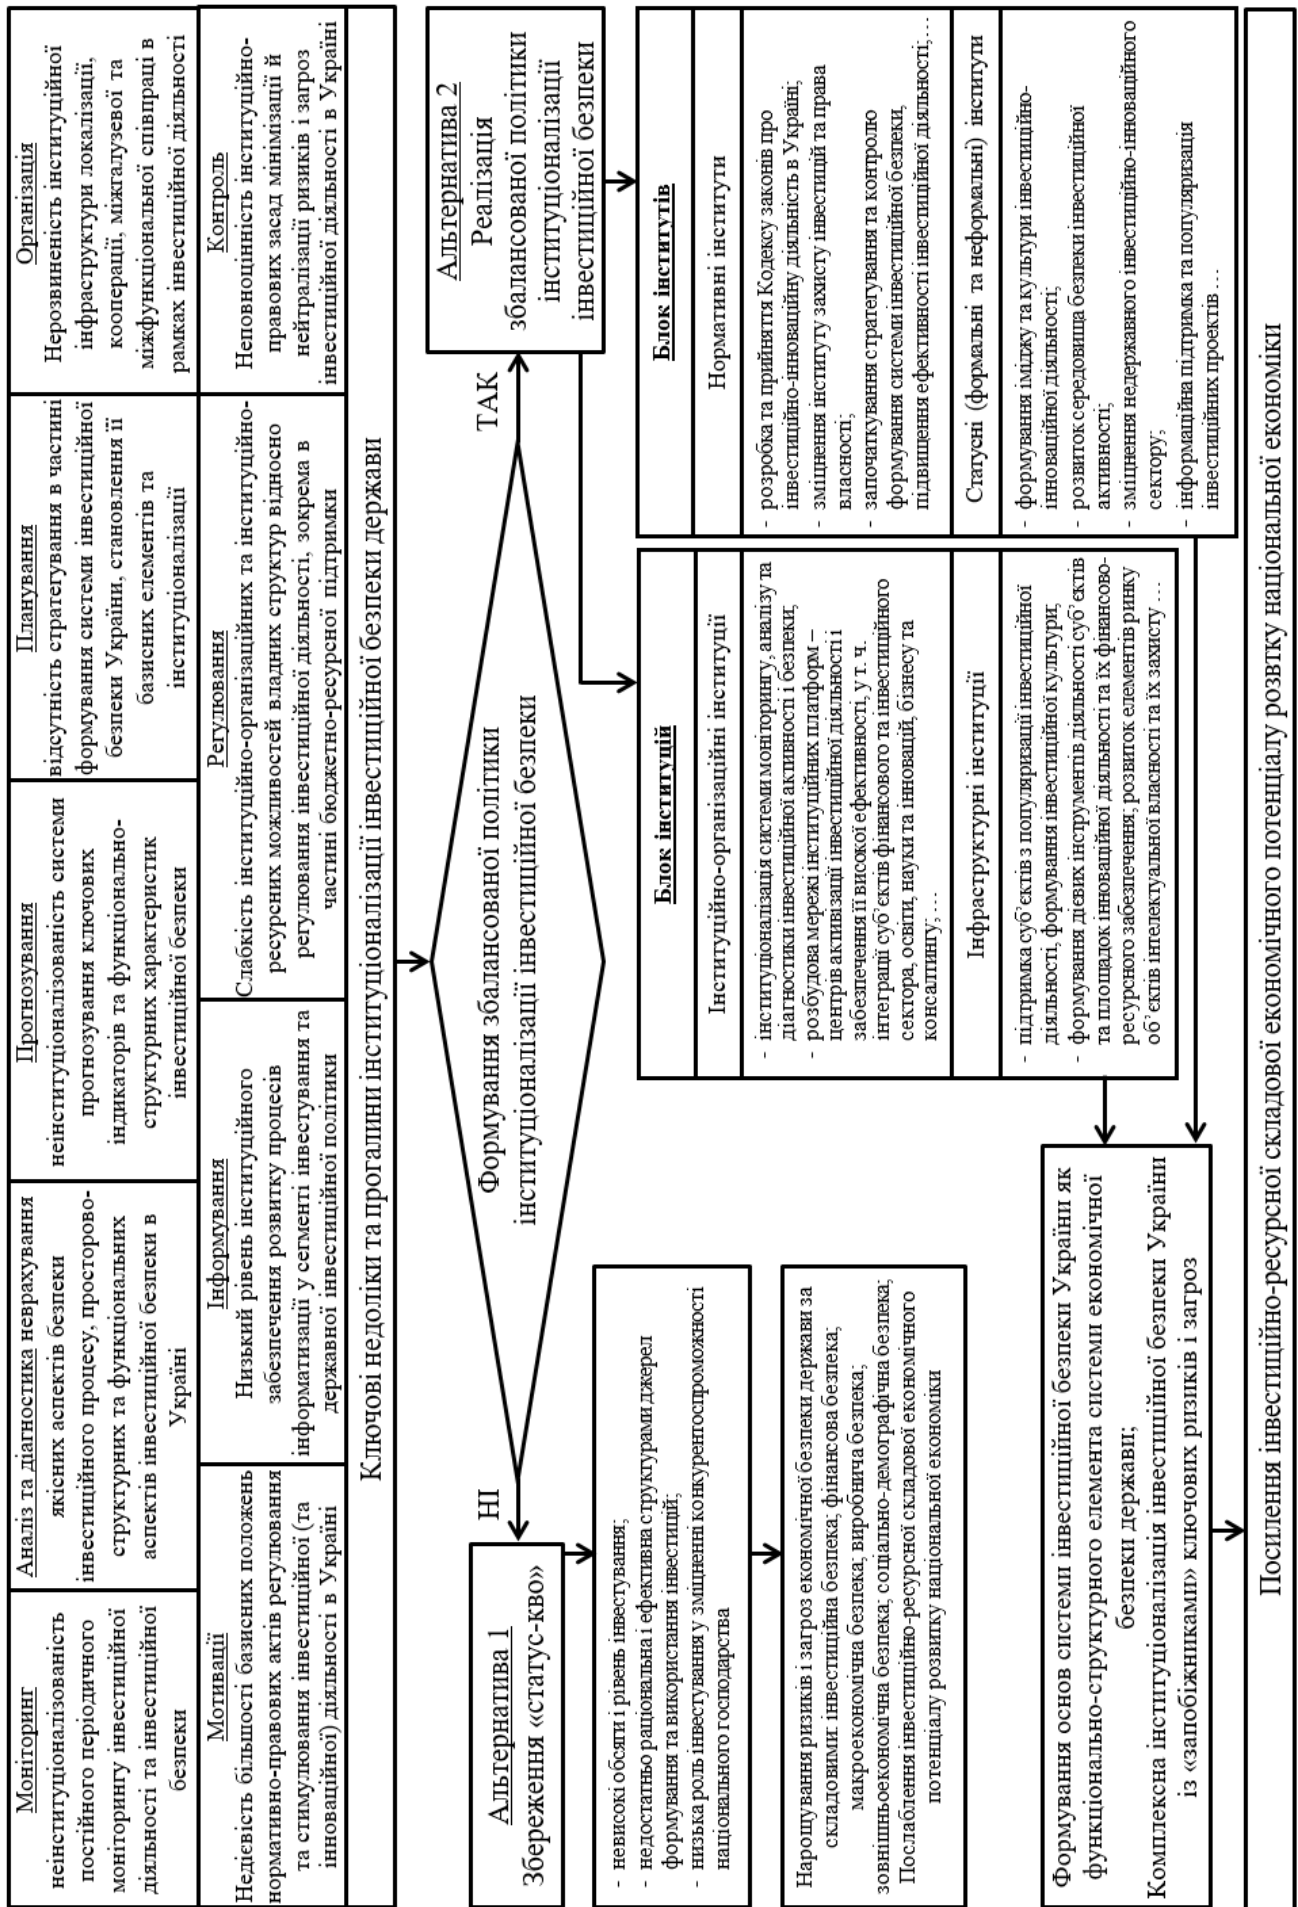 Моніторинг
неінституціоналізованість
постійного періодичного
моніторингу інвестиційної
діяльності та інвестиційної
безпеки
Аналіз та діагностика неврахування
якісних аспектів безпеки
інвестиційного процесу, просторово-
структурних та функціональних
аспектів інвестиційної безпеки в
Україні
Прогнозування
неінституціоналізованість системи
прогнозування ключових
індикаторів та функціонально-
структурних характеристик
інвестиційної безпеки
Планування
відсутність стратегування в частині
формування системи інвестиційної
безпеки України, становлення її
базисних елементів та
інституціоналізації
Організація
Нерозвиненість інституційної
інфраструктури локалізації,
кооперації, міжгалузевої та
міжфункціональної співпраці в
рамках інвестиційної діяльності
Мотивації
Недієвість більшості базисних положень
нормативно-правових актів регулювання
та стимулювання інвестиційної (та
інноваційної) діяльності в Україні
Інформування
Низький рівень інституційного
забезпечення розвитку процесів
інформатизації у сегменті інвестування та
державної інвестиційної політики
Регулювання
Слабкість інституційно-організаційних та інституційно-
ресурсних можливостей владних структур відносно
регулювання інвестиційної діяльності, зокрема в
частині бюджетно-ресурсної підтримки
Контроль
Неповноцінність інституційно-
правових засад мінімізації й
нейтралізації ризиків і загроз
інвестиційної діяльності в Україні
Ключові недоліки та прогалини інституціоналізації інвестиційної безпеки держави
Формування збалансованої політики
інституціоналізації інвестиційної безпеки
НІ
ТАК
Альтернатива 1
Збереження «статус-кво»
- невисокі обсяги і рівень інвестування;
- недостатньо раціональна і ефективна структурами джерел
формування та використання інвестицій;
- низька роль інвестування у зміцненні конкурентоспроможності
національного господарства
Нарощування ризиків і загроз економічної безпеки держави за
складовими: інвестиційна безпека; фінансова безпека;
макроекономічна безпека; виробнича безпека;
зовнішньоекономічна безпека; соціально-демографічна безпека;
Послаблення інвестиційно-ресурсної складової економічного
потенціалу розвитку національної економіки
Альтернатива 2
Реалізація
збалансованої політики
інституціоналізації
інвестиційної безпеки
Блок інституцій
Інституційно-організаційні інституції
- інституціоналізація системи моніторингу, аналізу та
діагностики інвестиційної активності і безпеки;
- розбудова мережі інституційних платформ –
центрів активізації інвестиційної діяльності і
забезпечення її високої ефективності, у т. ч.
інтеграції суб’єктів фінансового та інвестиційного
сектора, освіти, науки та інновацій, бізнесу та
консалтингу, …
Інфраструктурні інституції
- підтримка суб’єктів з популяризації інвестиційної
діяльності, формування інвестиційної культури;
- формування дієвих інструментів діяльності суб’єктів
та площадок інноваційної діяльності та їх фінансово-
ресурсного забезпечення; розвиток елементів ринку
об’єктів інтелектуальної власності та їх захисту …
Блок інститутів
Нормативні інститути
- розробка та прийняття Кодексу законів про
інвестиційно-інноваційну діяльність в Україні;
- зміцнення інституту захисту інвестицій та права
власності;
- започаткування стратегування та контролю
формування системи інвестиційної безпеки,
підвищення ефективності інвестиційної діяльності;…
Статусні (формальні та неформальні) інститути
- формування іміджу та культури інвестиційно-
інноваційної діяльності;
- розвиток середовища безпеки інвестиційної
активності;
- зміцнення недержавного інвестиційно-інноваційного
сектору;
- інформаційна підтримка та популяризація
інвестиційних проектів …
Формування основ системи інвестиційної безпеки України як
функціонально-структурного елемента системи економічної
безпеки держави;
Комплексна інституціоналізація інвестиційної безпеки України
із «запобіжниками» ключових ризиків і загроз
Посилення інвестиційно-ресурсної складової економічного потенціалу розвтку національної економіки